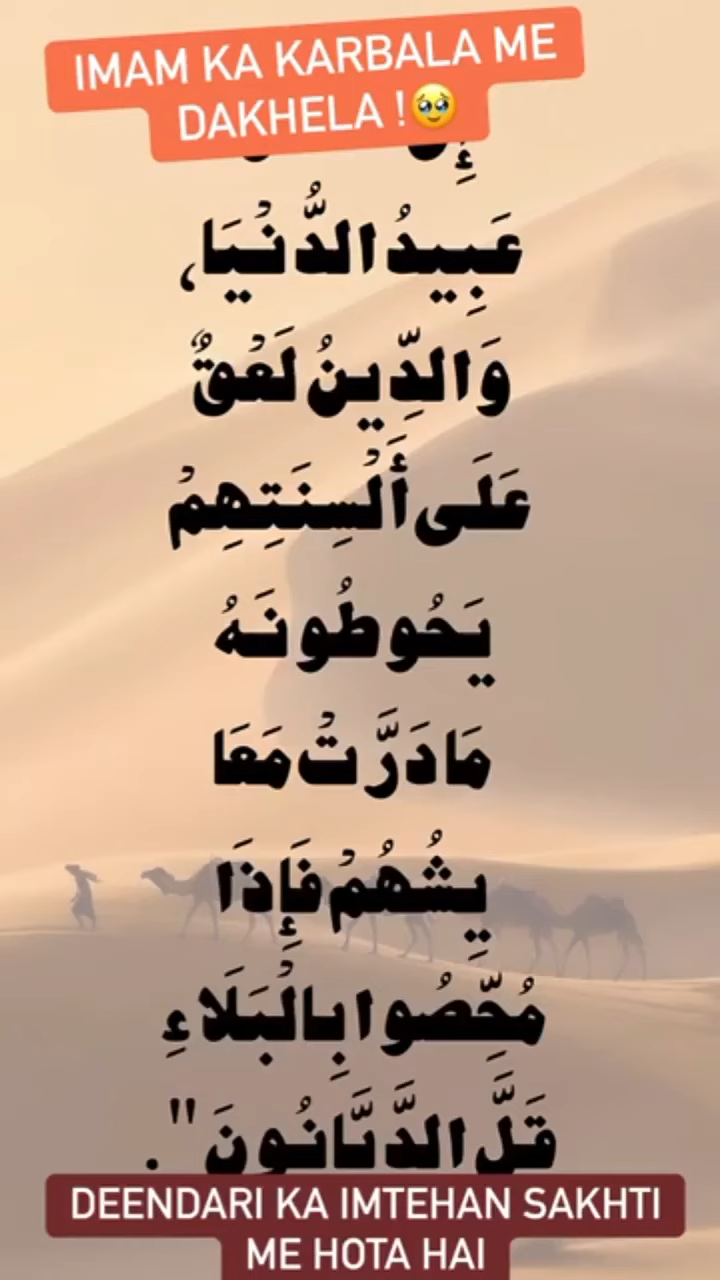 IMAM KA KARBALA ME
DAKHELA !🥹
عَبِيدُ الدُّنْيَا،
وَالدِّينُ لَعْقٌ
عَلَى أَلْسِنَتِهِمْ
يَحُوطُونَهُ
مَا دَرَّتْ مَعَا
يِشُهُمْ فَإِذَا
مُحِّصُوا بِالْبَلَاءِ
قَلَّ الدَّيَّانُونَ".
DEENDARI KA IMTEHAN SAKHTI
ME HOTA HAI